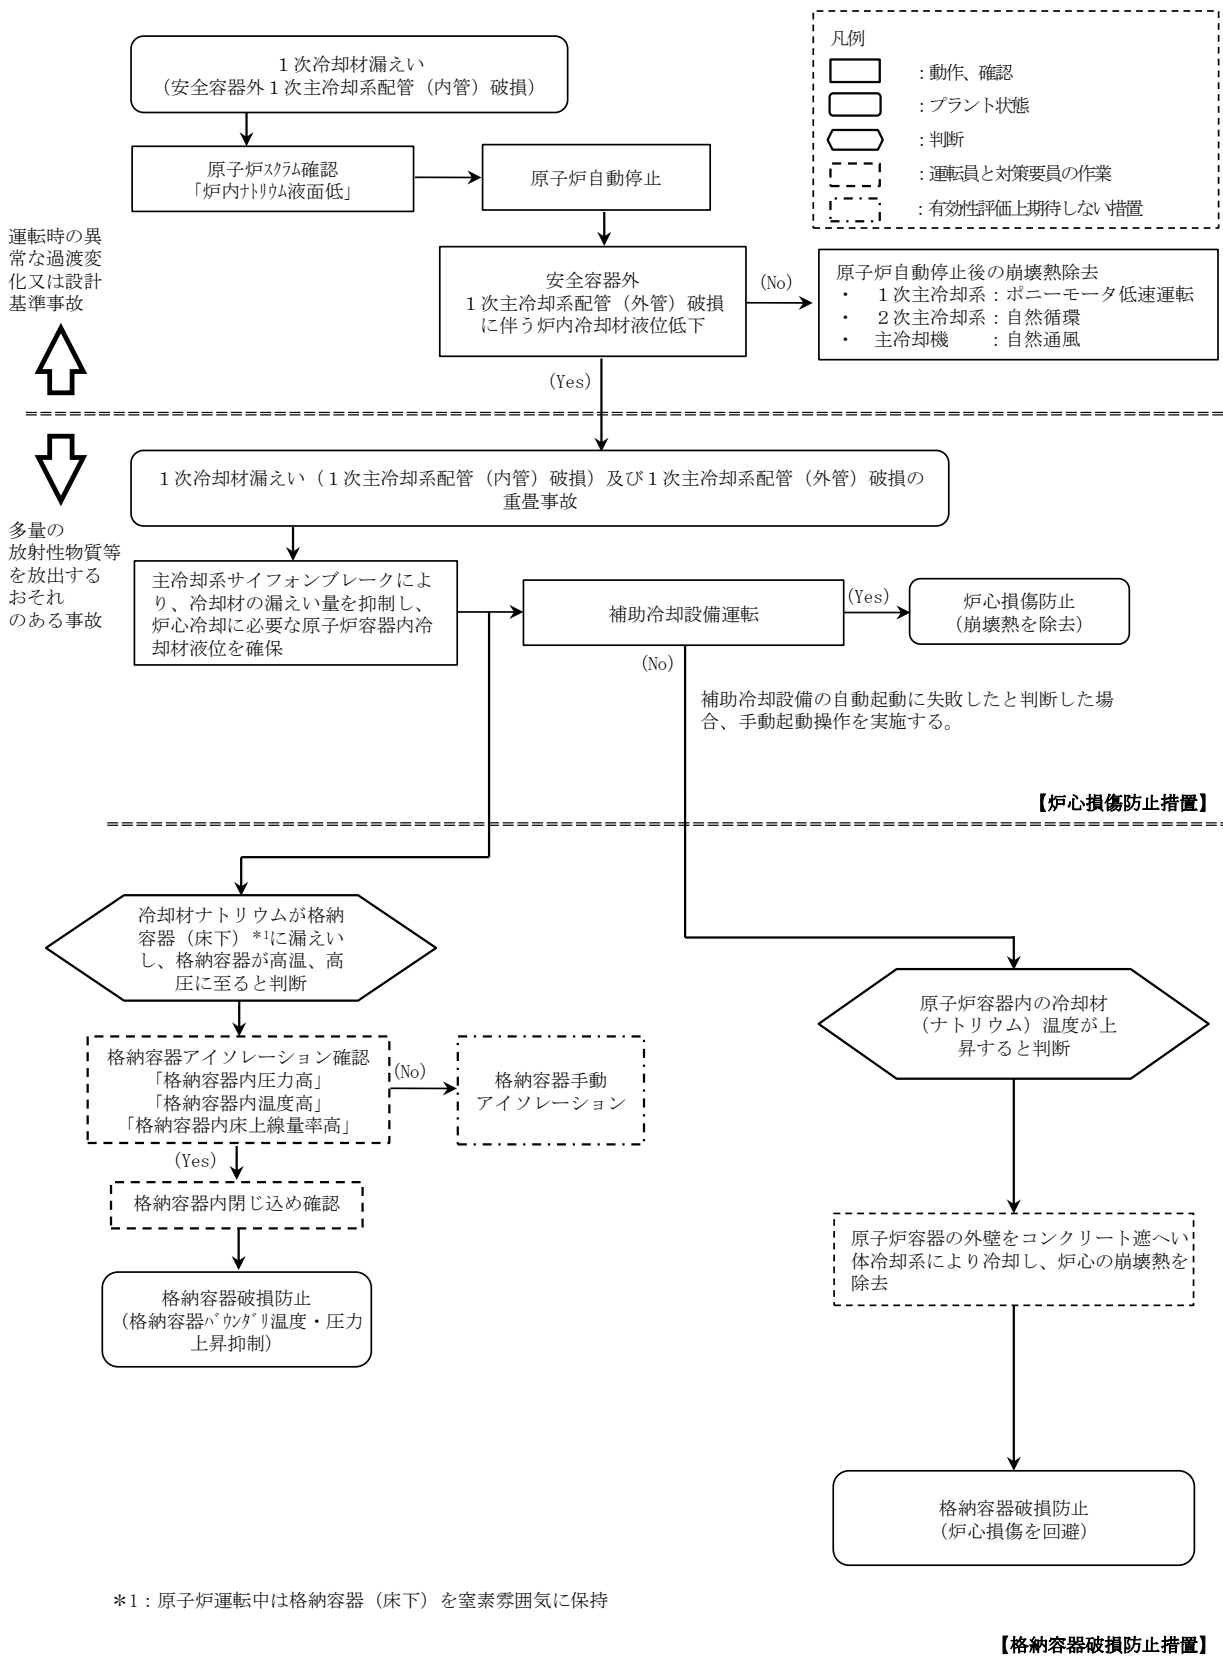 凡例
：動作、確認
：プラント状態
：判断
：運転員と対策要員の作業
：有効性評価上期待しない措置
１次冷却材漏えい
（安全容器外１次主冷却系配管（内管）破損）
原子炉ｽｸﾗﾑ確認
「炉内ﾅﾄﾘｳﾑ液面低」
原子炉自動停止
運転時の異
常な過渡変
化又は設計
基準事故
安全容器外
１次主冷却系配管（外管）破損
に伴う炉内冷却材液位低下
(No)
原子炉自動停止後の崩壊熱除去
・　１次主冷却系：ポニーモータ低速運転
・　２次主冷却系：自然循環
・　主冷却機　　：自然通風
(Yes)
１次冷却材漏えい（１次主冷却系配管（内管）破損）及び１次主冷却系配管（外管）破損の
重畳事故
多量の
放射性物質等
を放出する
おそれ
のある事故
主冷却系サイフォンブレークによ
り、冷却材の漏えい量を抑制し、
炉心冷却に必要な原子炉容器内冷
却材液位を確保
補助冷却設備運転
(Yes)
炉心損傷防止
（崩壊熱を除去）
(No)
補助冷却設備の自動起動に失敗したと判断した場
合、手動起動操作を実施する。
【炉心損傷防止措置】
冷却材ナトリウムが格納
容器（床下）*1に漏えい
し、格納容器が高温、高
圧に至ると判断
原子炉容器内の冷却材
（ナトリウム）温度が上
昇すると判断
格納容器アイソレーション確認
「格納容器内圧力高」
「格納容器内温度高」
「格納容器内床上線量率高」
(No)
格納容器手動
アイソレーション
(Yes)
格納容器内閉じ込め確認
原子炉容器の外壁をコンクリート遮へい
体冷却系により冷却し、炉心の崩壊熱を
除去
格納容器破損防止
（格納容器ﾊﾞｳﾝﾀﾞﾘ温度・圧力
上昇抑制）
格納容器破損防止
（炉心損傷を回避）
＊1：原子炉運転中は格納容器（床下）を窒素雰囲気に保持
【格納容器破損防止措置】